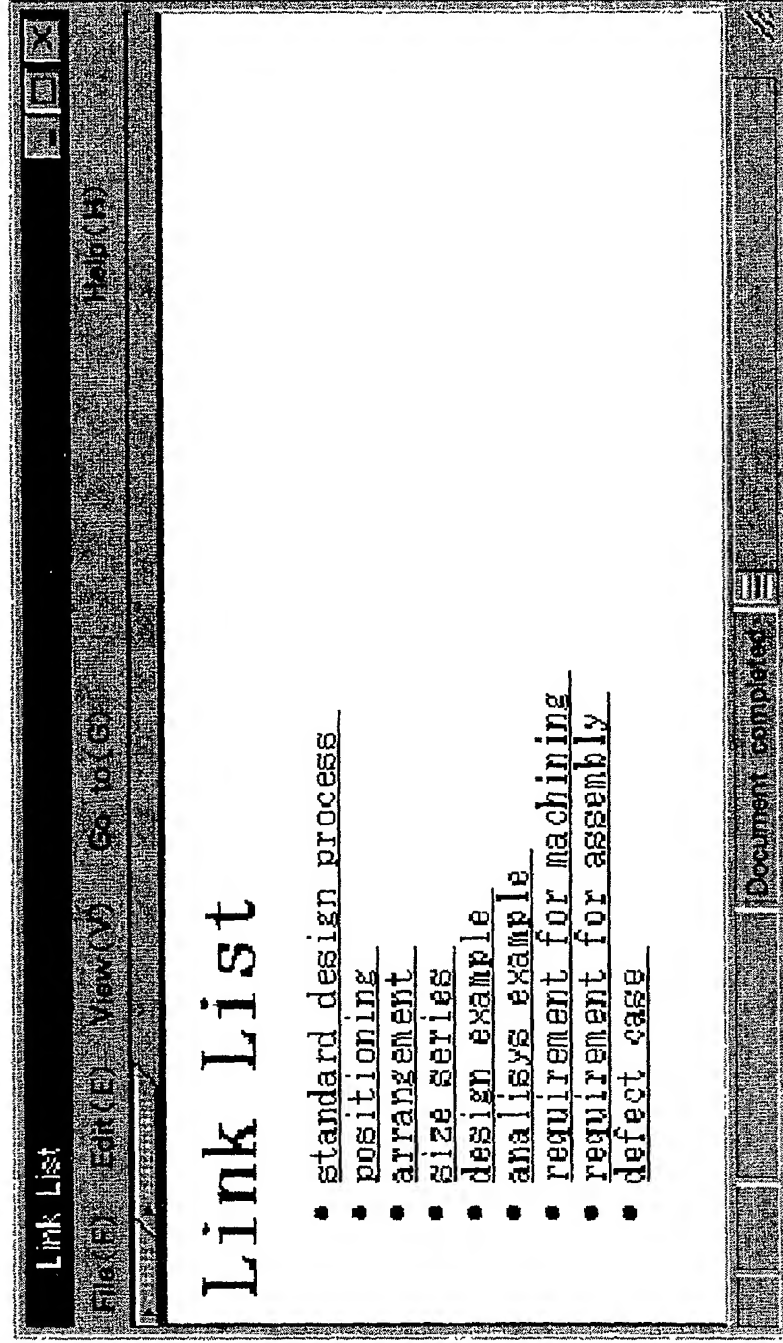 Link List
File(F) Edit(E) View(V) Go to(G) Help(H)
Link List
• standard design process
• positioning
• arrangement
• size series
• design example
• analisys example
• requirement for machining
• requirement for assembly
• defect case
Document completed